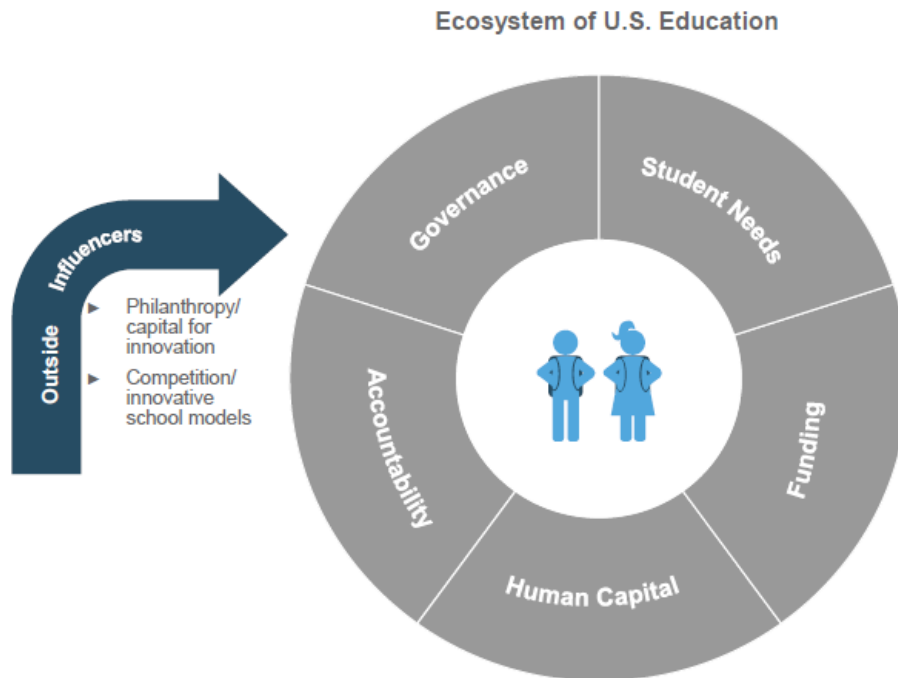 Ecosystem of U.S. Education
Governance
Student Needs
Outside Influencers
► Philanthropy/
capital for
innovation
► Competition/
innovative
school models
Accountability
Funding
Human Capital